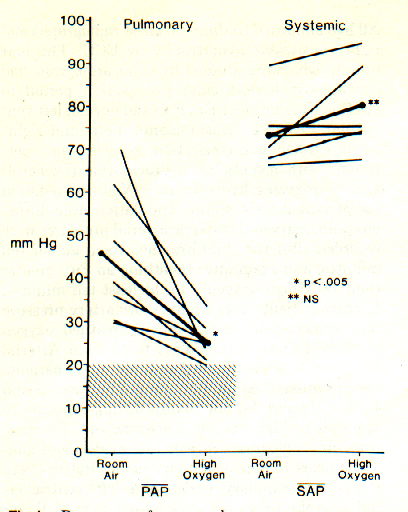 Pulmonary Systemic
100
90
80
70
60
50
40
30
20
10
0
mm Hg
**
*
* p<.005
** NS
Room Air
High Oxygen
Room Air
High Oxygen
PAP
SAP